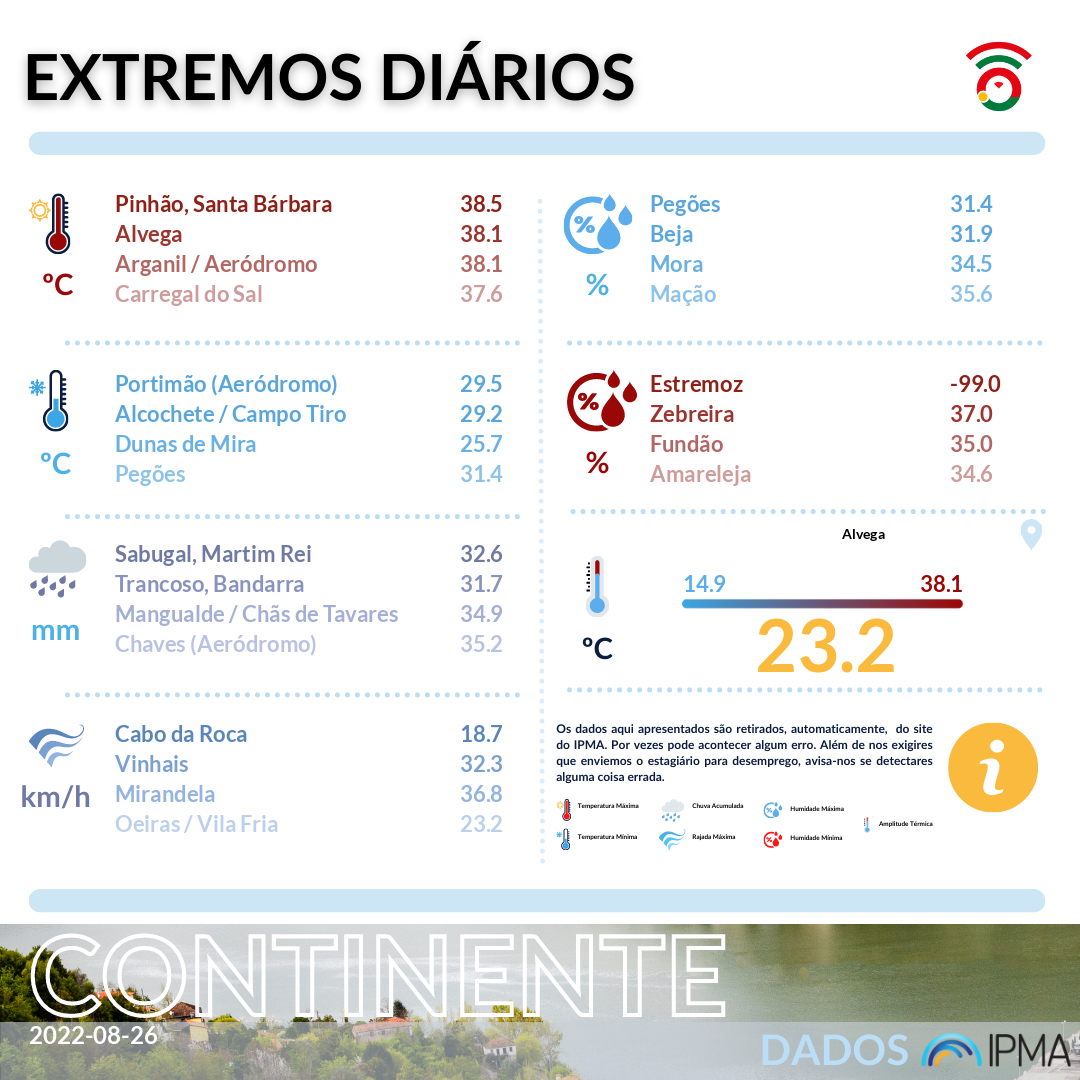 EXTREMOS DIÁRIOS
Pinhão, Santa Bárbara 38.5
Alvega 38.1
Arganil / Aeródromo 38.1
Carregal do Sal 37.6
ºC
Portimão (Aeródromo) 29.5
Alcochete / Campo Tiro 29.2
Dunas de Mira 25.7
Pegões 31.4
ºC
Sabugal, Martim Rei 32.6
Trancoso, Bandarra 31.7
Mangualde / Chãs de Tavares 34.9
Chaves (Aeródromo) 35.2
mm
Cabo da Roca 18.7
Vinhais 32.3
Mirandela 36.8
Oeiras / Vila Fria 23.2
km/h
Pegões 31.4
Beja 31.9
Mora 34.5
Mação 35.6
%
%
Estremoz -99.0
Zebreira 37.0
Fundão 35.0
Amareleja 34.6
%
%
Alvega
14.9 38.1
23.2
ºC
Os dados aqui apresentados são retirados, automaticamente, do site
do IPMA. Por vezes pode acontecer algum erro. Além de nos exigires
que enviemos o estagiário para desemprego, avisa-nos se detectares
alguma coisa errada.
i
Temperatura Máxima Chuva Acumulada Humidade Máxima
Amplitude Térmica
Temperatura Mínima Rajada Máxima Humidade Mínima
CONTINENTE
2022-08-26
DADOS IPMA